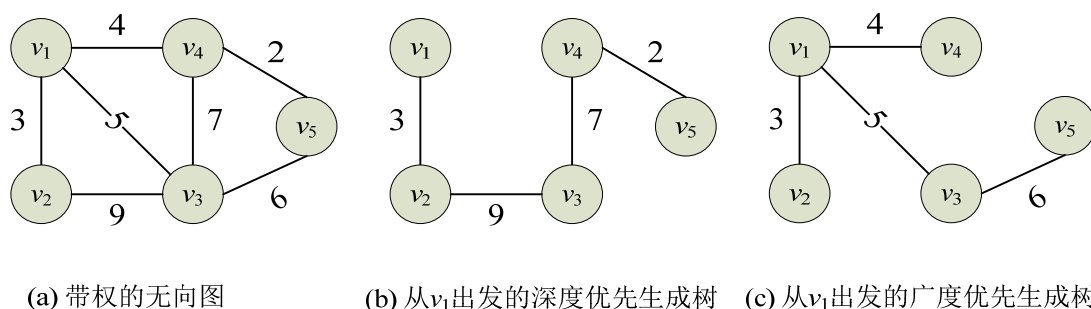 v1 4 v4 2 3 5 7 v5 v2 9 v3 6
v1 v4 2 3 7 v5 v2 9 v3
v1 4 v4 3 5 v5 v2 v3 6
(a) 带权的无向图 (b) 从v1出发的深度优先生成树 (c) 从v1出发的广度优先生成树